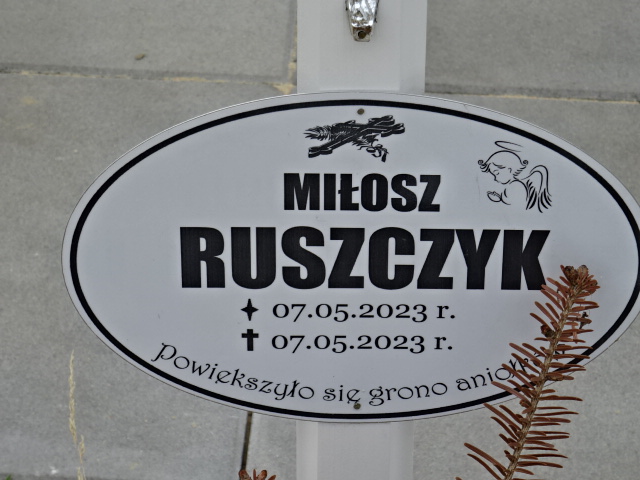 MIŁOSZ
RUSZCZYK
07.05.2023 r.
07.05.2023 r.
Powiększyło się grono